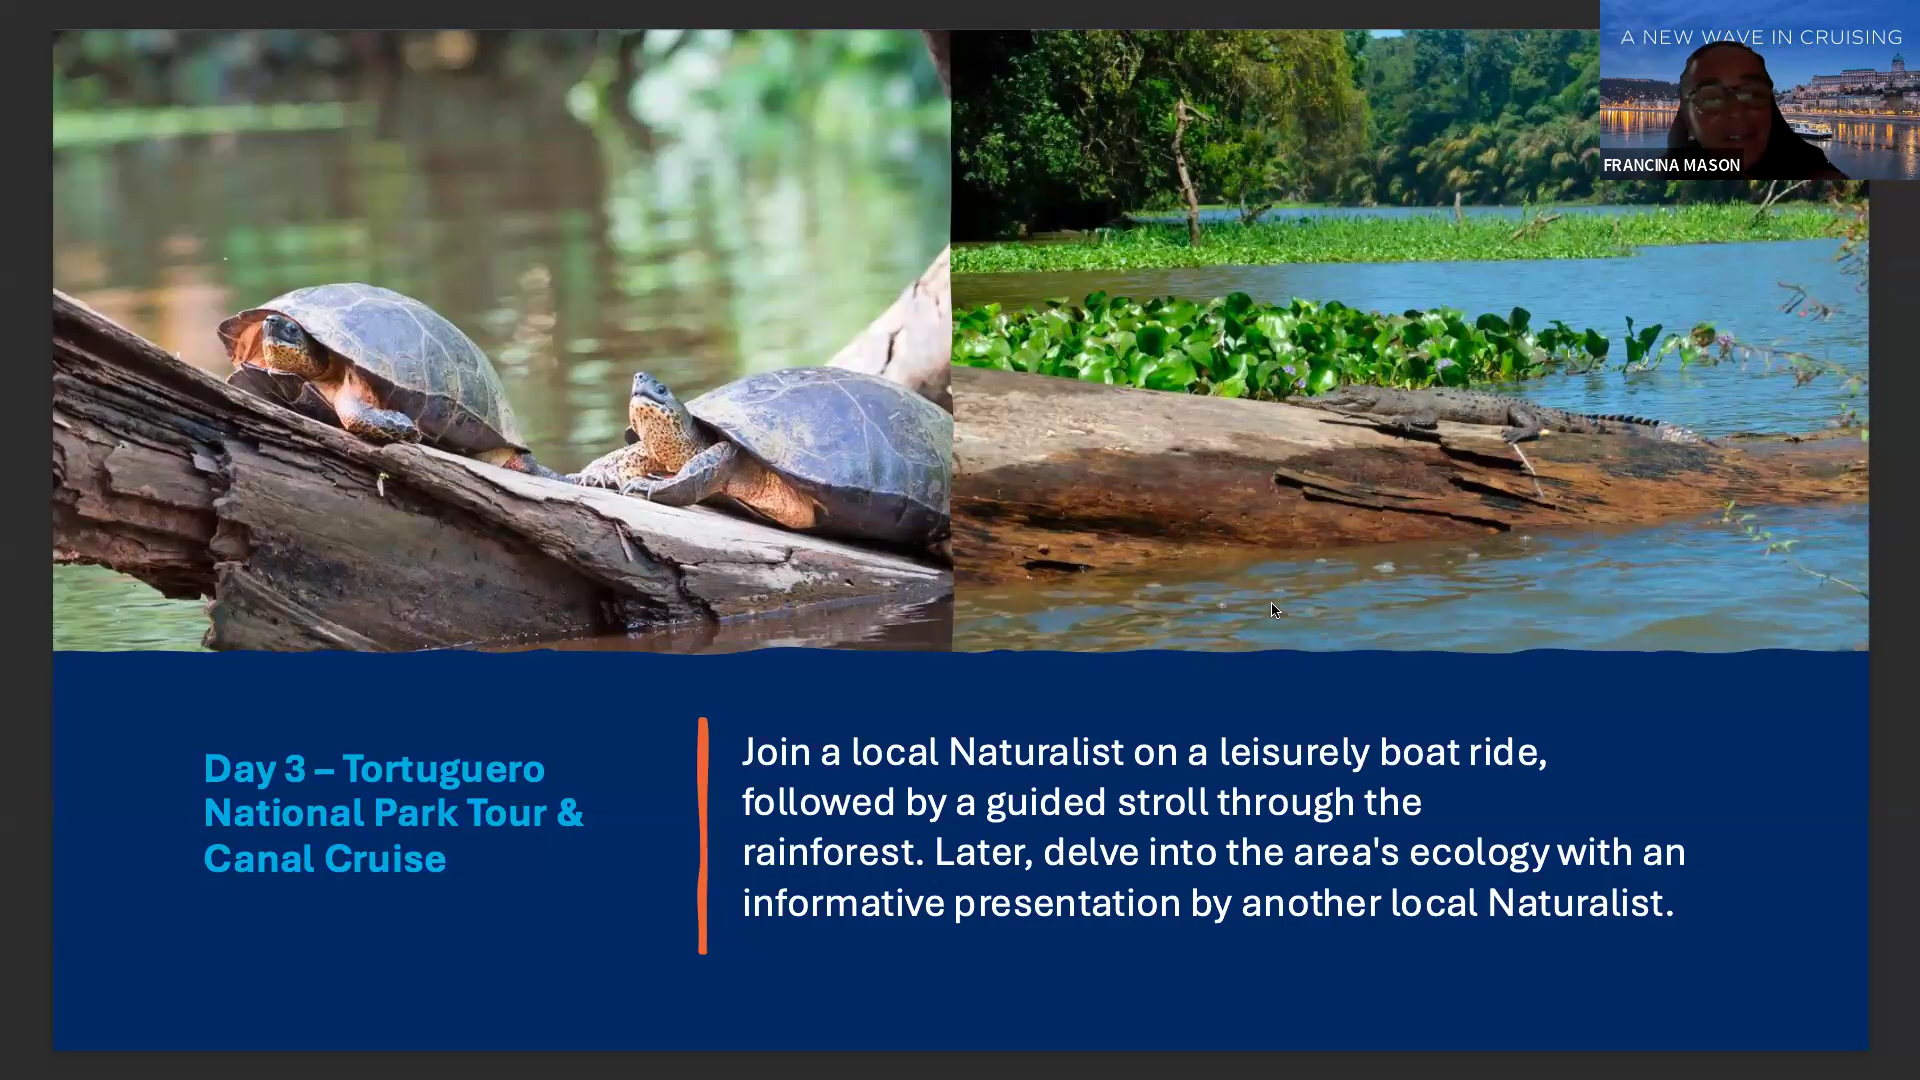 A NEW WAVE IN CRUISING
FRANCINA MASON
Day 3 – Tortuguero
National Park Tour &
Canal Cruise
Join a local Naturalist on a leisurely boat ride,
followed by a guided stroll through the
rainforest. Later, delve into the area's ecology with an
informative presentation by another local Naturalist.